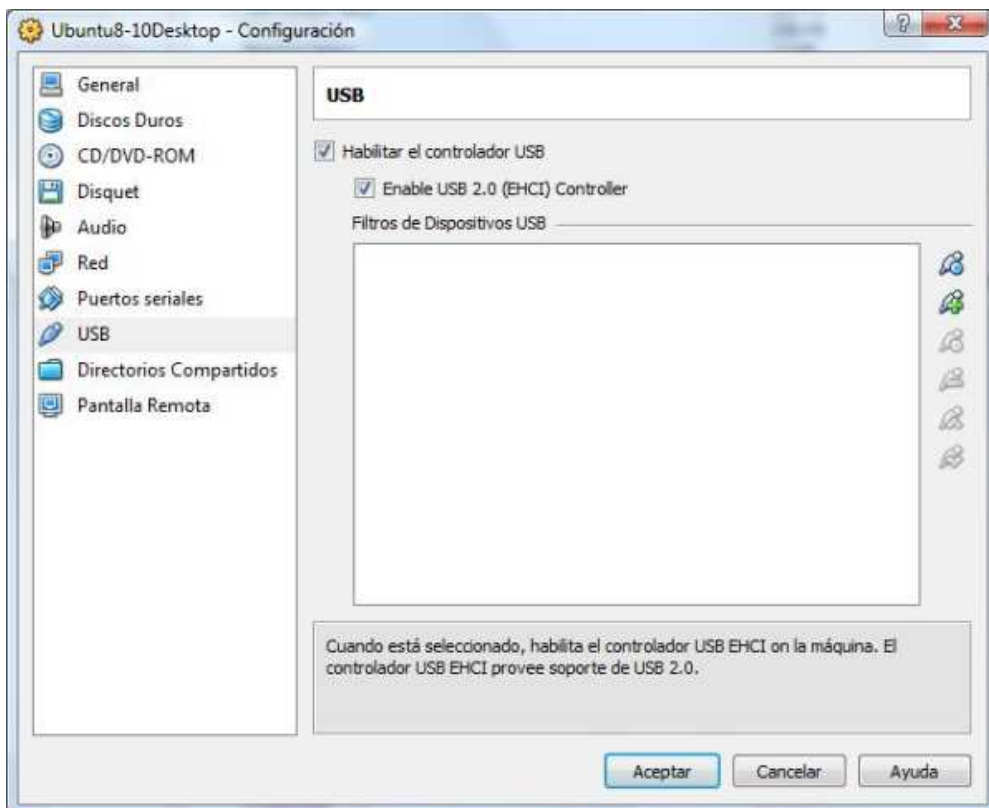 Ubuntu8-10Desktop - Configuración
General
Discos Duros
CD/DVD-ROM
Disquet
Audio
Red
Puertos seriales
USB
Directorios Compartidos
Pantalla Remota
USB
Habilitar el controlador USB
Enable USB 2.0 (EHCI) Controller
Filtros de Dispositivos USB
Cuando está seleccionado, habilita el controlador USB EHCI on la máquina. El
controlador USB EHCI provee soporte de USB 2.0.
Aceptar
Cancelar
Ayuda